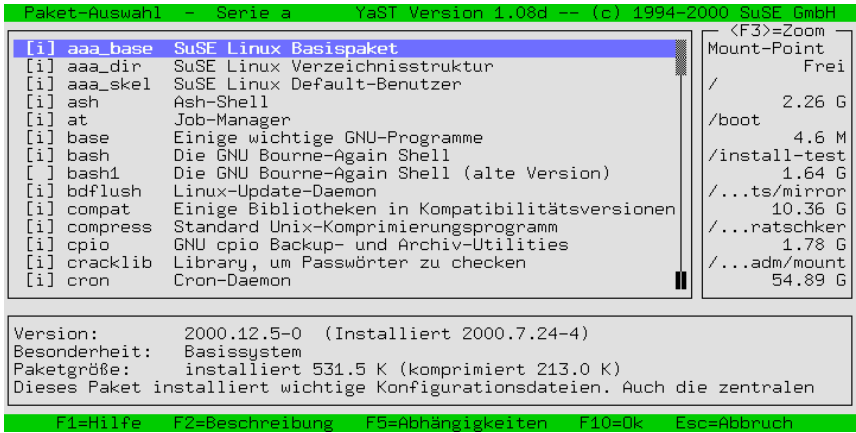 Paket-Auswahl - Serie a YaST Version 1.08d -- (c) 1994-2000 SuSE GmbH
[i] aaa_base SuSE Linux Basispaket
[i] aaa_dir SuSE Linux Verzeichnisstruktur
[i] aaa_skel SuSE Linux Default-Benutzer
[i] ash Ash-Shell
[i] at Job-Manager
[i] base Einige wichtige GNU-Programme
[i] bash Die GNU Bourne-Again Shell
[ ] bash1 Die GNU Bourne-Again Shell (alte Version)
[i] bdflush Linux-Update-Daemon
[i] compat Einige Bibliotheken in Kompatibilitätsversionen
[i] compress Standard Unix-Komprimierungsprogramm
[i] cpio GNU cpio Backup- und Archiv-Utilities
[i] cracklib Library, um Passwörter zu checken
[i] cron Cron-Daemon
<F3>=Zoom
Mount-Point
Frei
/
2.26 G
/boot
4.6 M
/install-test
1.64 G
/...ts/mirror
10.36 G
/...ratschker
1.78 G
/...adm/mount
54.89 G
Version: 2000.12.5-0 (Installiert 2000.7.24-4)
Besonderheit: Basissystem
Paketgröße: installiert 531.5 K (komprimiert 213.0 K)
Dieses Paket installiert wichtige Konfigurationsdateien. Auch die zentralen
F1=Hilfe F2=Beschreibung F5=Abhängigkeiten F10=Ok Esc=Abbruch